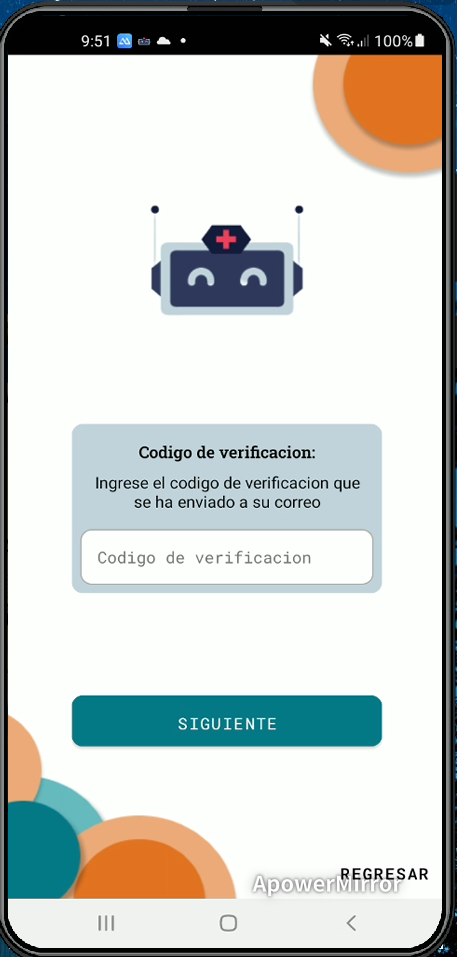 9:51 100%
Codigo de verificacion:
Ingrese el codigo de verificacion que
se ha enviado a su correo
Codigo de verificacion
SIGUIENTE
REGRESAR
ApowerMirror